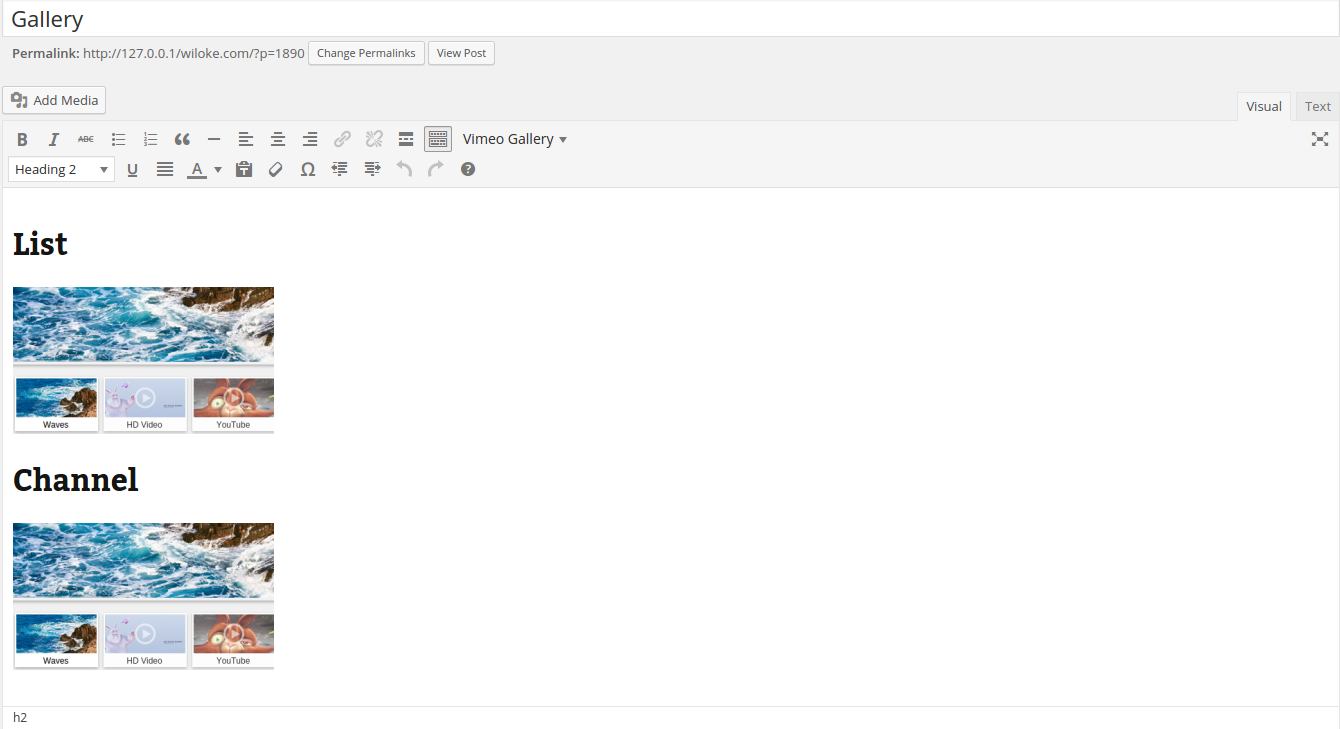 Gallery
Permalink: http://127.0.0.1/wiloke.com/?p=1890 Change Permalinks View Post
Add Media
Visual Text
B I ABC Vimeo Gallery
Heading 2 U A Ω ?
List
Waves HD Video YouTube
Channel
Waves HD Video YouTube
h2